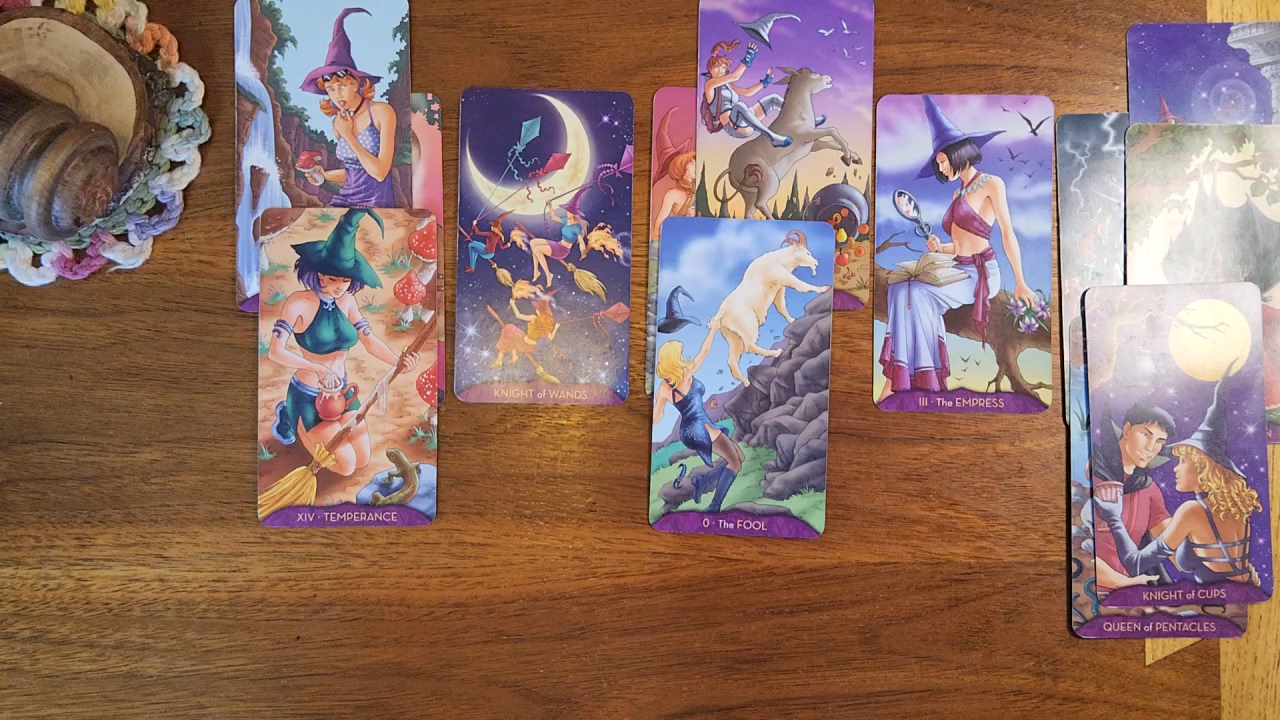 KNIGHT of WANDS
III · The EMPRESS
XIV · TEMPERANCE
0 · The FOOL
KNIGHT of CUPS
QUEEN of PENTACLES